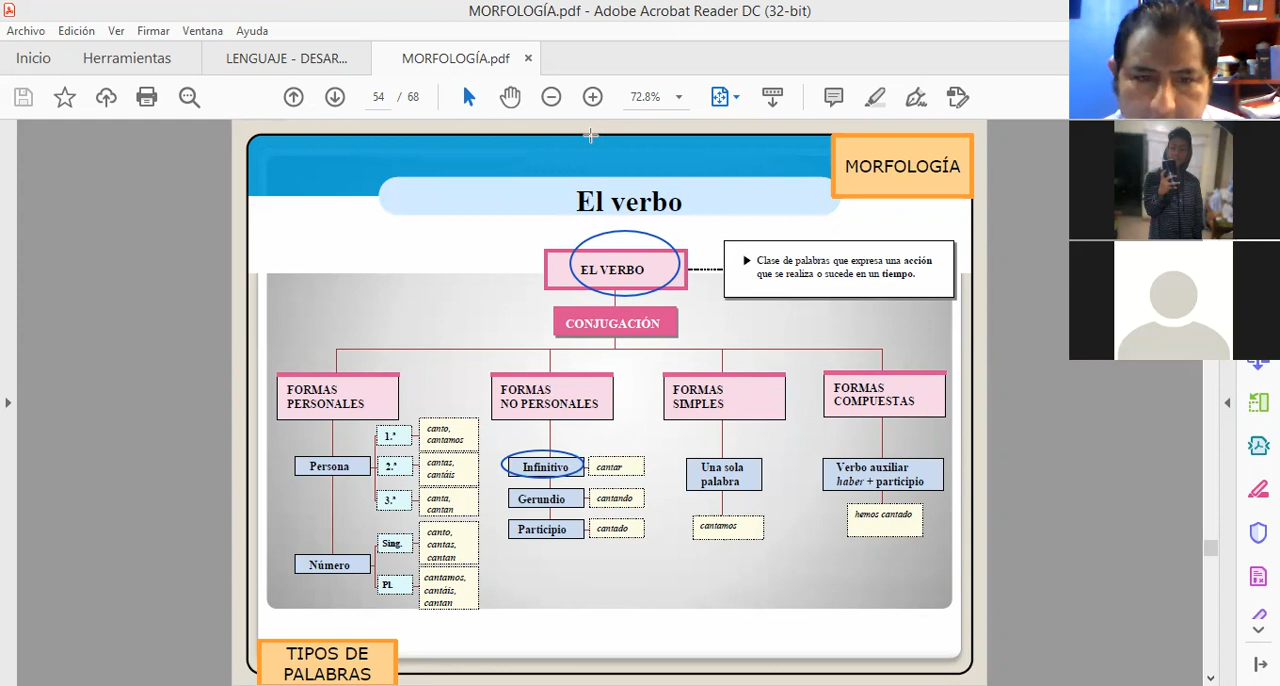 MORFOLOGÍA.pdf - Adobe Acrobat Reader DC (32-bit)
Archivo Edición Ver Firmar Ventana Ayuda
Inicio Herramientas LENGUAJE - DESAR... MORFOLOGÍA.pdf ×
54 / 68 72.8%
MORFOLOGÍA
El verbo
EL VERBO
Clase de palabras que expresa una acción
que se realiza o sucede en un tiempo.
CONJUGACIÓN
FORMAS
PERSONALES
Persona
1.ª
canto,
cantamos
2.ª
cantas,
cantáis
3.ª
canta,
cantan
Número
Sing.
canto,
cantas,
cantan
Pl.
cantamos,
cantáis,
cantan
FORMAS
NO PERSONALES
Infinitivo
cantar
Gerundio
cantando
Participio
cantado
FORMAS
SIMPLES
Una sola
palabra
cantamos
FORMAS
COMPUESTAS
Verbo auxiliar
haber + participio
hemos cantado
TIPOS DE
PALABRAS